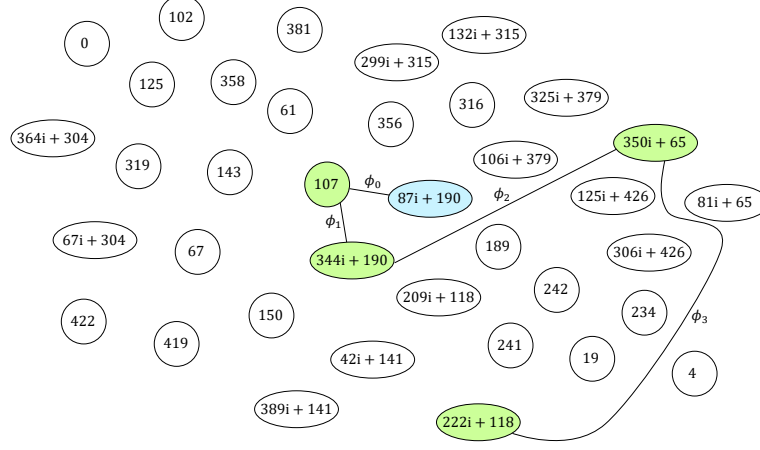 102
0
381
132i + 315
299i + 315
125
358
61
316
325i + 379
356
364i + 304
350i + 65
319
143
106i + 379
107
ϕ0
87i + 190
ϕ2
125i + 426
81i + 65
ϕ1
67i + 304
67
344i + 190
189
306i + 426
209i + 118
242
422
150
234
ϕ3
419
241
19
42i + 141
4
389i + 141
222i + 118